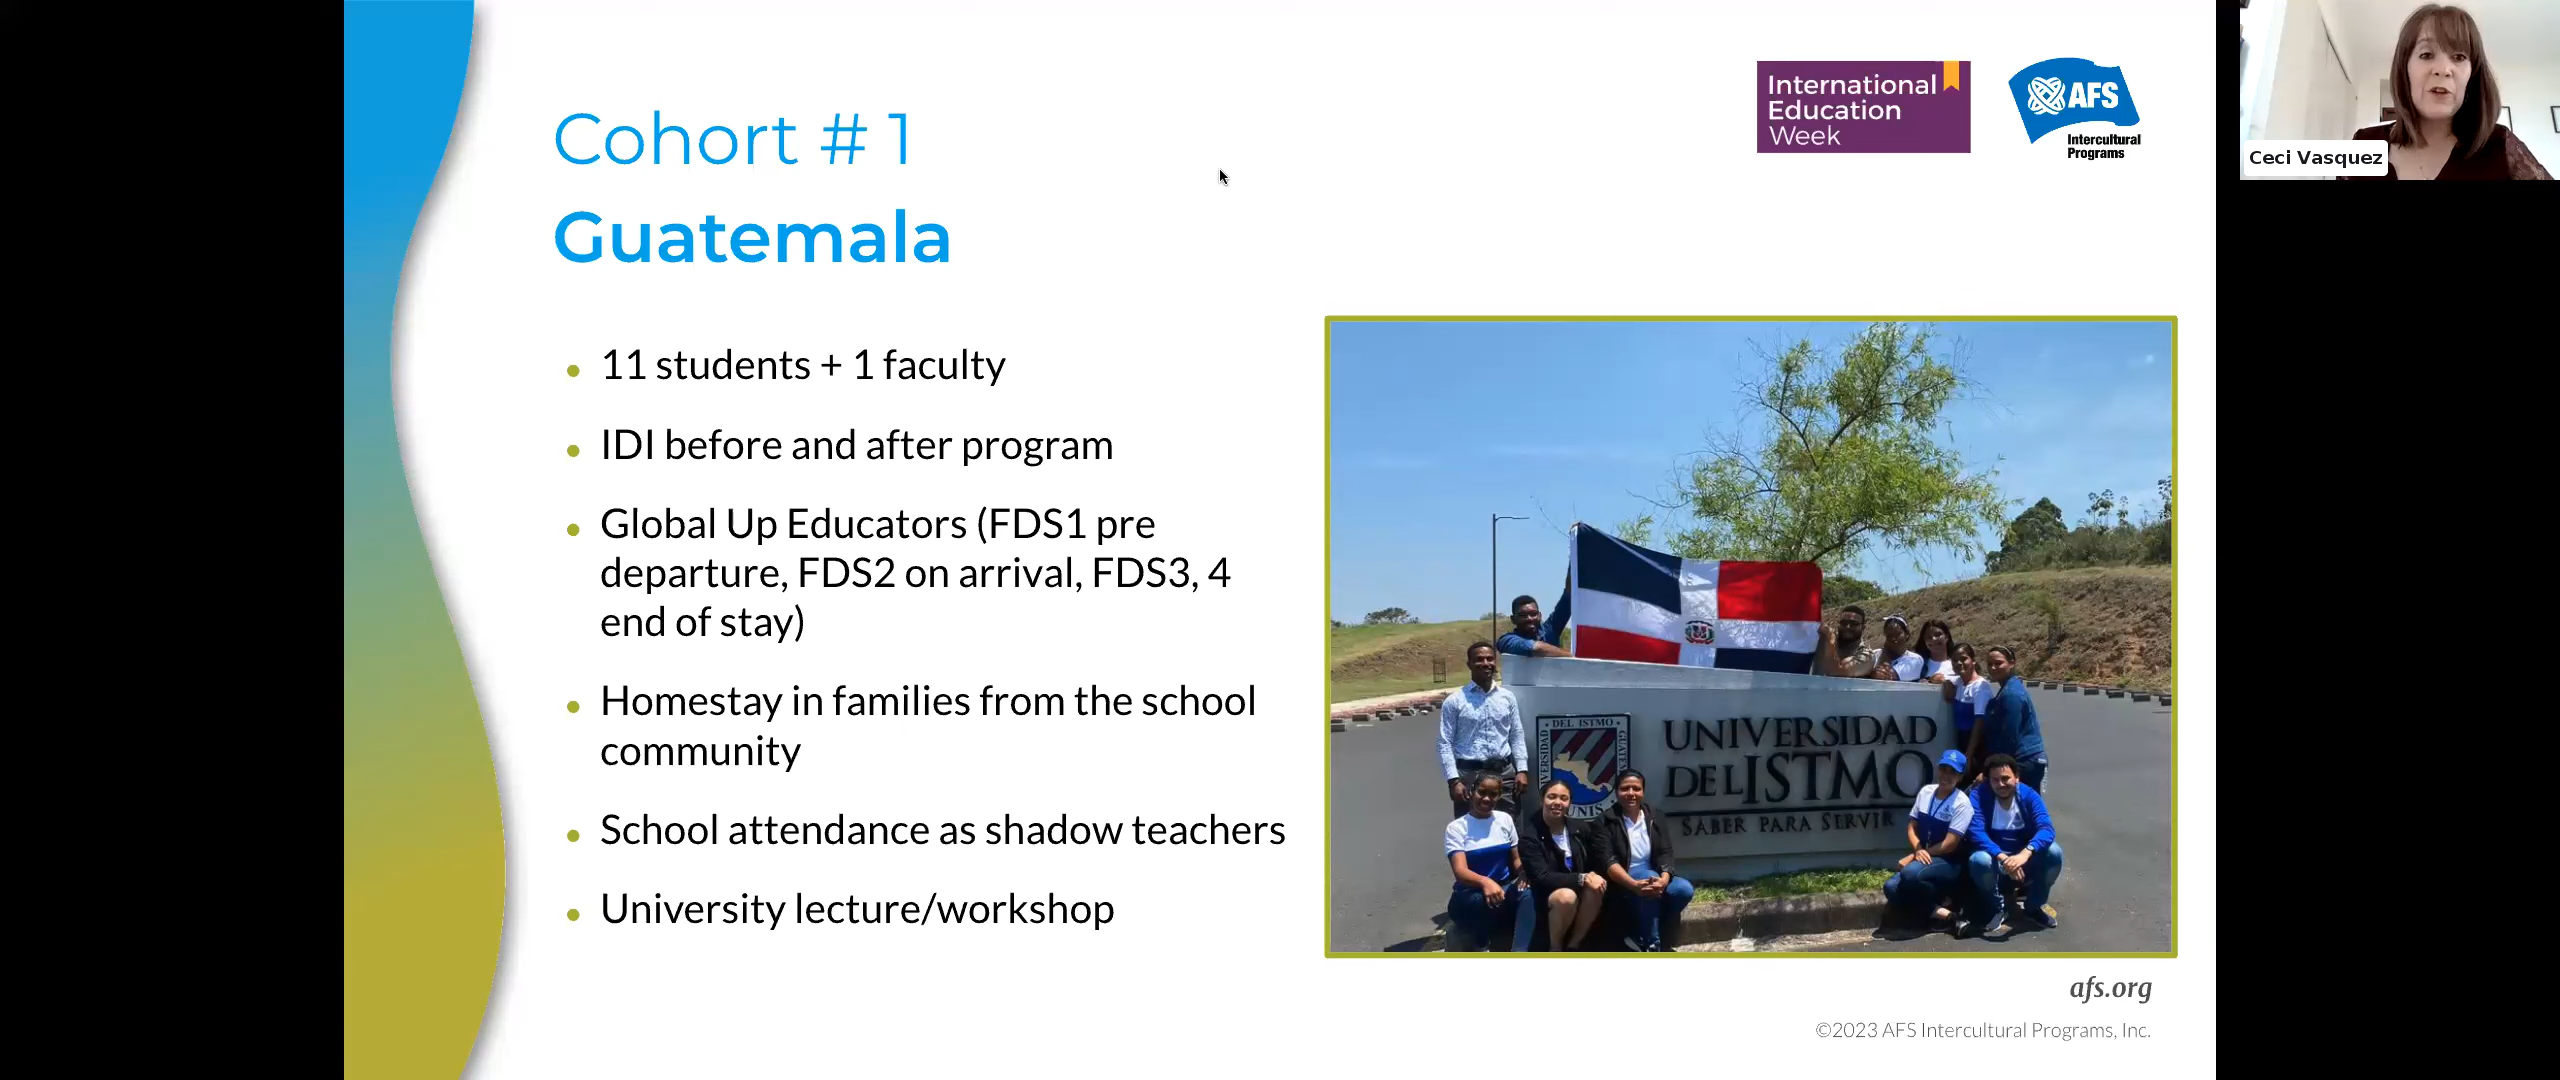 Cohort # 1
Guatemala
International
Education
Week
AFS
Intercultural
Programs
Ceci Vasquez
11 students + 1 faculty
IDI before and after program
Global Up Educators (FDS1 pre
departure, FDS2 on arrival, FDS3, 4
end of stay)
Homestay in families from the school
community
School attendance as shadow teachers
University lecture/workshop
DEL ISTMO
UNIS
UNIVERSIDAD
DEL ISTMO
SABER PARA SERVIR
afs.org
©2023 AFS Intercultural Programs, Inc.